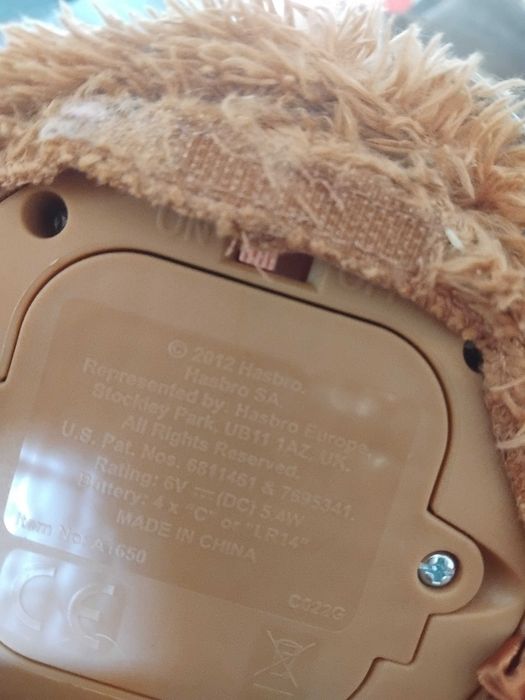 © 2012 Hasbro.
Hasbro SA.
Represented by: Hasbro Europe,
Stockley Park, UB11 1AZ. UK.
All Rights Reserved.
U.S. Pat. Nos. 6811451 & 7695341.
Rating: 6V (DC) 5.4W
Battery: 4 x "C" or "LR14"
MADE IN CHINA
Item No: A1650
C022G
CE